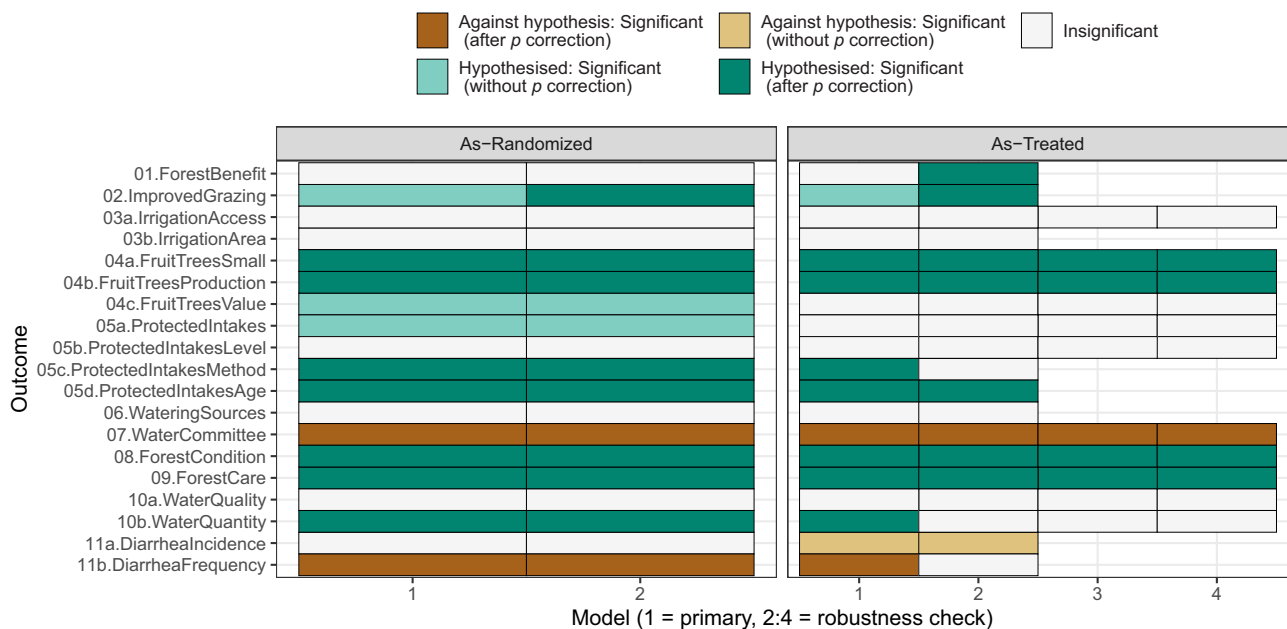 Against hypothesis: Significant
(after p correction)
Against hypothesis: Significant
(without p correction)
Insignificant
Hypothesised: Significant
(without p correction)
Hypothesised: Significant
(after p correction)
As−Randomized
As−Treated
Outcome
01.ForestBenefit
02.ImprovedGrazing
03a.IrrigationAccess
03b.IrrigationArea
04a.FruitTreesSmall
04b.FruitTreesProduction
04c.FruitTreesValue
05a.ProtectedIntakes
05b.ProtectedIntakesLevel
05c.ProtectedIntakesMethod
05d.ProtectedIntakesAge
06.WateringSources
07.WaterCommittee
08.ForestCondition
09.ForestCare
10a.WaterQuality
10b.WaterQuantity
11a.DiarrheaIncidence
11b.DiarrheaFrequency
1 2 1 2 3 4
Model (1 = primary, 2:4 = robustness check)